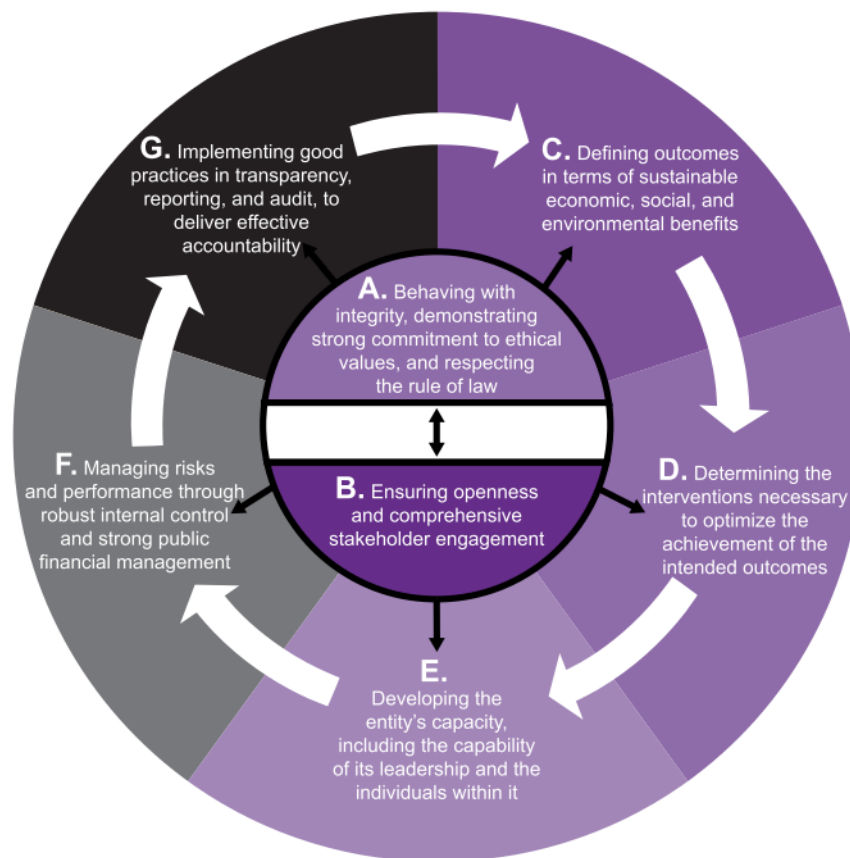 A. Behaving with
integrity, demonstrating
strong commitment to ethical
values, and respecting
the rule of law
B. Ensuring openness
and comprehensive
stakeholder engagement
C. Defining outcomes
in terms of sustainable
economic, social, and
environmental benefits
D. Determining the
interventions necessary
to optimize the
achievement of the
intended outcomes
E.
Developing the
entity's capacity,
including the capability
of its leadership and the
individuals within it
F. Managing risks
and performance through
robust internal control
and strong public
financial management
G. Implementing good
practices in transparency,
reporting, and audit, to
deliver effective
accountability